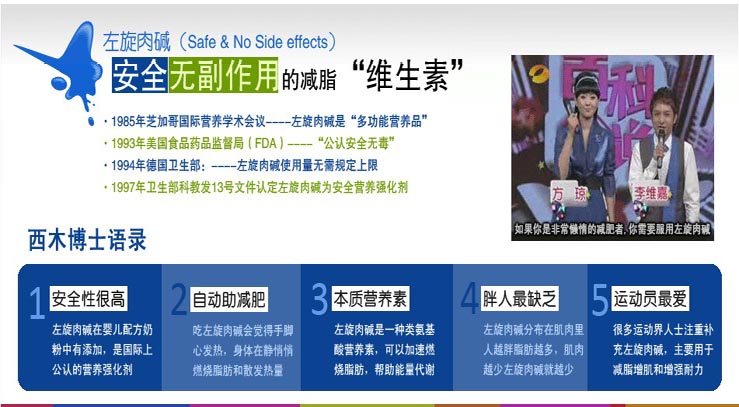 左旋肉碱（Safe & No Side effects）
安全无副作用的减脂“维生素”
·1985年芝加哥国际营养学术会议----左旋肉碱是“多功能营养品”
·1993年美国食品药品监督局（FDA）----“公认安全无毒”
·1994年德国卫生部：----左旋肉碱使用量无需规定上限
·1997年卫生部科教发13号文件认定左旋肉碱为安全营养强化剂
方 琼
李维嘉
如果你是非常懒惰的减肥者,你需要服用左旋肉碱
西木博士语录
1 安全性很高
左旋肉碱在婴儿配方奶
粉中有添加，是国际上
公认的营养强化剂
2 自动助减肥
吃左旋肉碱会觉得手脚
心发热，身体在静悄悄
燃烧脂肪和散发热量
3 本质营养素
左旋肉碱是一种类氨基
酸营养素，可以加速燃
烧脂肪，帮助能量代谢
4 胖人最缺乏
左旋肉碱分布在肌肉里
人越胖脂肪越多，肌肉
越少左旋肉碱就越少
5 运动员最爱
很多运动界人士注重补
充左旋肉碱，主要用于
减脂增肌和增强耐力